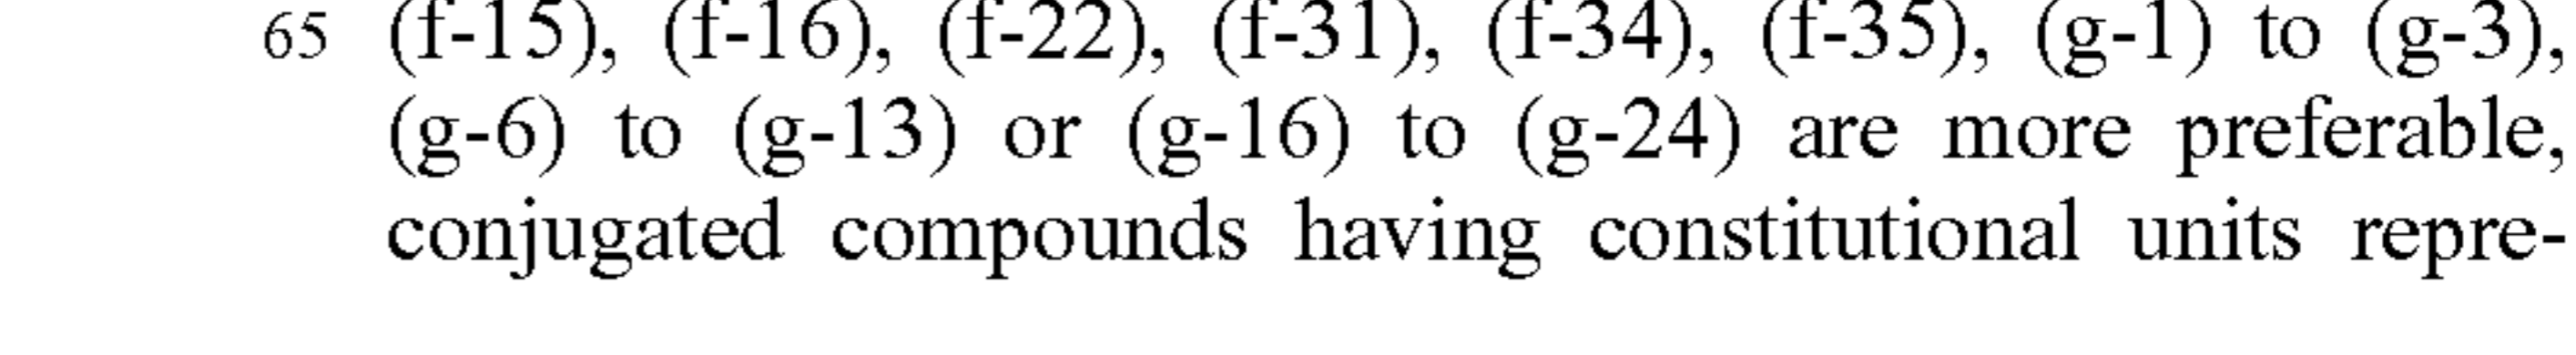 65 (f-15), (f-16), (f-22), (f-31), (f-34), (f-35), (g-1) to (g-3),
(g-6) to (g-13) or (g-16) to (g-24) are more preferable,
conjugated compounds having constitutional units repre-